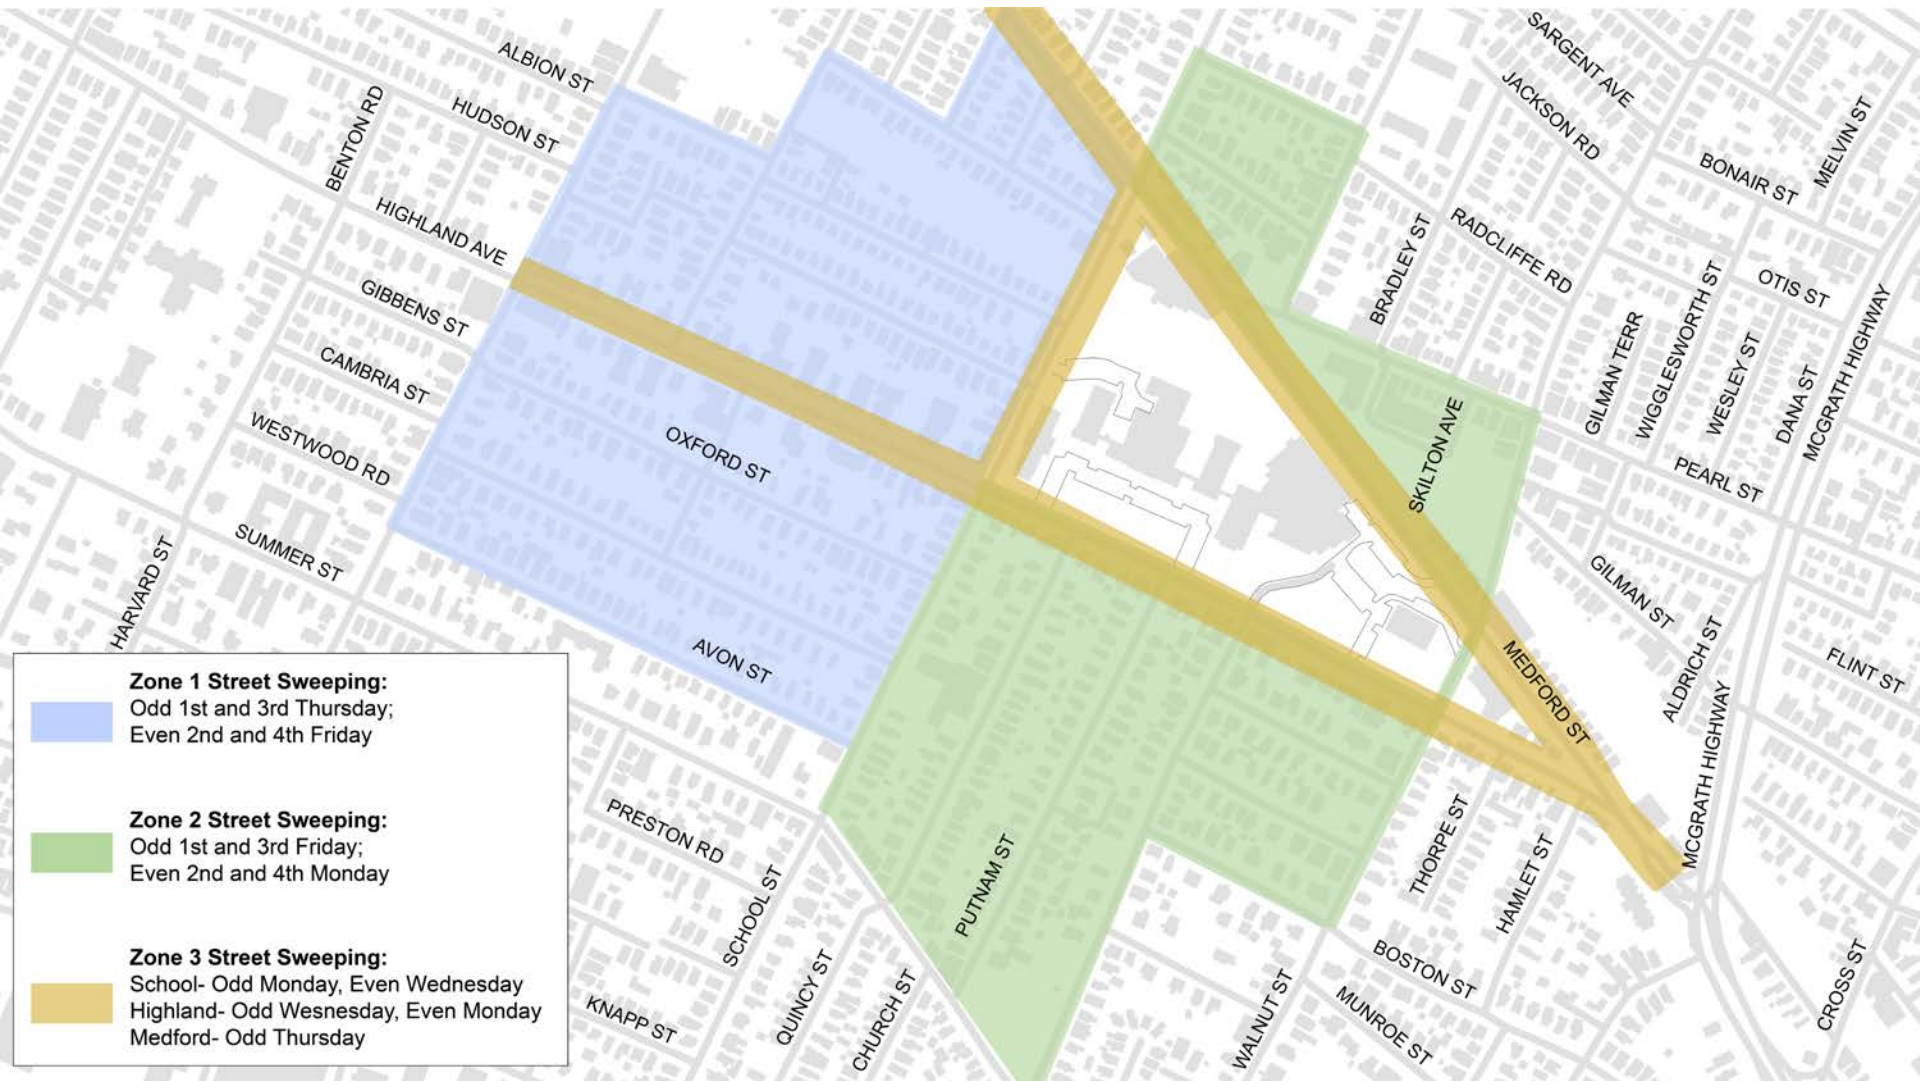 ALBION ST
SARGENT AVE
HUDSON ST
JACKSON RD
BENTON RD
MELVIN ST
BONAIR ST
HIGHLAND AVE
RADCLIFFE RD
BRADLEY ST
OTIS ST
GIBBENS ST
GILMAN TERR
WIGGLESWORTH ST
WESLEY ST
DANA ST
MCGRATH HIGHWAY
CAMBRIA ST
WESTWOOD RD
OXFORD ST
SKILTON AVE
PEARL ST
SUMMER ST
HARVARD ST
GILMAN ST
ALDRICH ST
FLINT ST
AVON ST
MEDFORD ST
MCGRATH HIGHWAY
Zone 1 Street Sweeping:
Odd 1st and 3rd Thursday;
Even 2nd and 4th Friday
Zone 2 Street Sweeping:
Odd 1st and 3rd Friday;
Even 2nd and 4th Monday
Zone 3 Street Sweeping:
School- Odd Monday, Even Wednesday
Highland- Odd Wesnesday, Even Monday
Medford- Odd Thursday
PRESTON RD
SCHOOL ST
PUTNAM ST
THORPE ST
HAMLET ST
QUINCY ST
CHURCH ST
KNAPP ST
WALNUT ST
BOSTON ST
MUNROE ST
CROSS ST